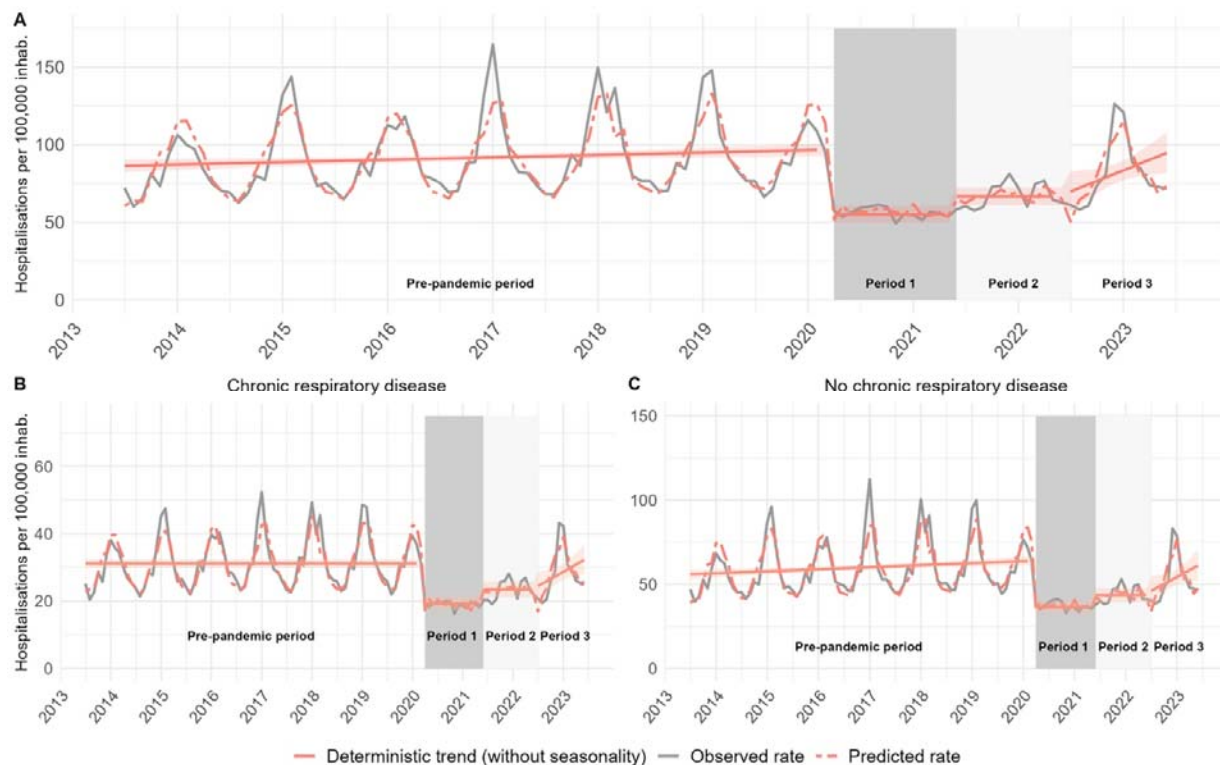 A
Hospitalisations per 100,000 inhab.
150
100
50
0
Pre-pandemic period
Period 1
Period 2
Period 3
2013
2014
2015
2016
2017
2018
2019
2020
2021
2022
2023
B
Chronic respiratory disease
Hospitalisations per 100,000 inhab.
60
40
20
0
Pre-pandemic period
Period 1
Period 2
Period 3
2013
2014
2015
2016
2017
2018
2019
2020
2021
2022
2023
C
No chronic respiratory disease
150
100
50
0
Pre-pandemic period
Period 1
Period 2
Period 3
2013
2014
2015
2016
2017
2018
2019
2020
2021
2022
2023
Deterministic trend (without seasonality)
Observed rate
Predicted rate